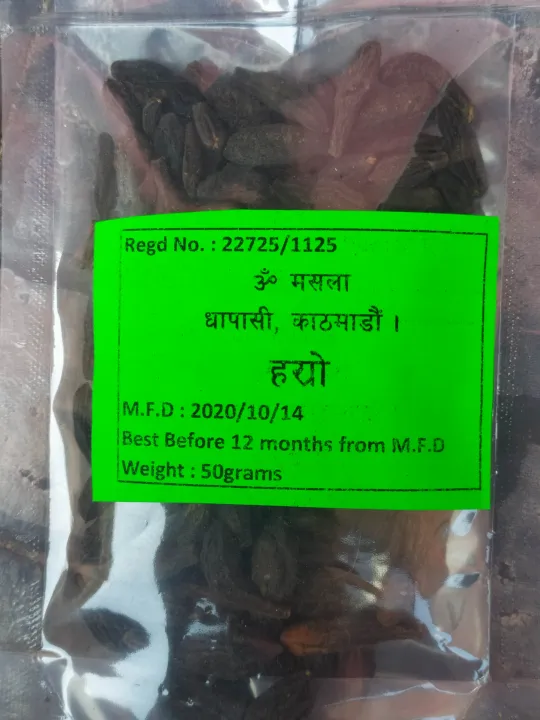 Regd No. : 22725/1125
ॐ मसला
धापासी, काठमाडौं ।
हर्रो
M.F.D : 2020/10/14
Best Before 12 months from M.F.D
Weight : 50grams